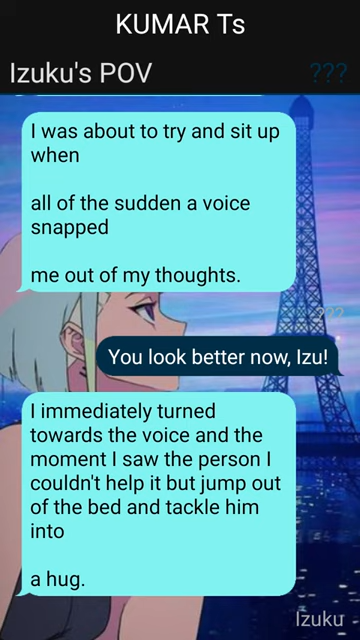 KUMAR Ts
Izuku's POV
???
I was about to try and sit up
when
all of the sudden a voice
snapped
me out of my thoughts.
???
You look better now, Izu!
I immediately turned
towards the voice and the
moment I saw the person I
couldn't help it but jump out
of the bed and tackle him
into
a hug.
Izuku